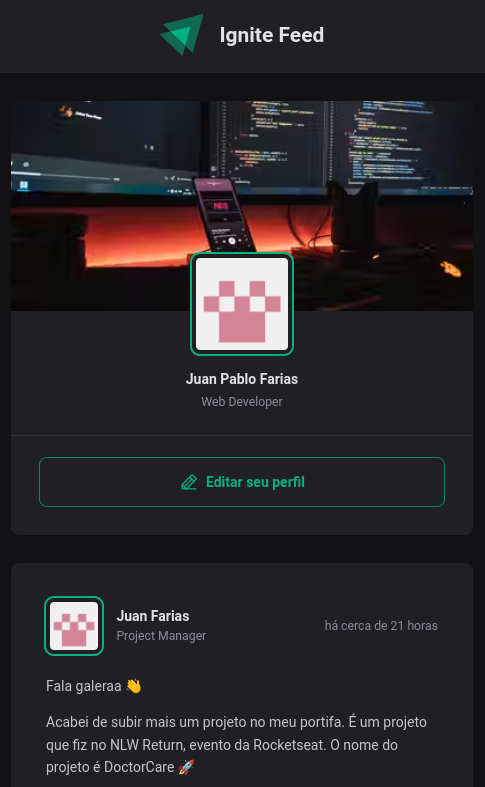 Ignite Feed
Juan Pablo Farias
Web Developer
Editar seu perfil
Juan Farias
Project Manager
há cerca de 21 horas
Fala galeraa 👋
Acabei de subir mais um projeto no meu portifa. É um projeto
que fiz no NLW Return, evento da Rocketseat. O nome do
projeto é DoctorCare 🚀